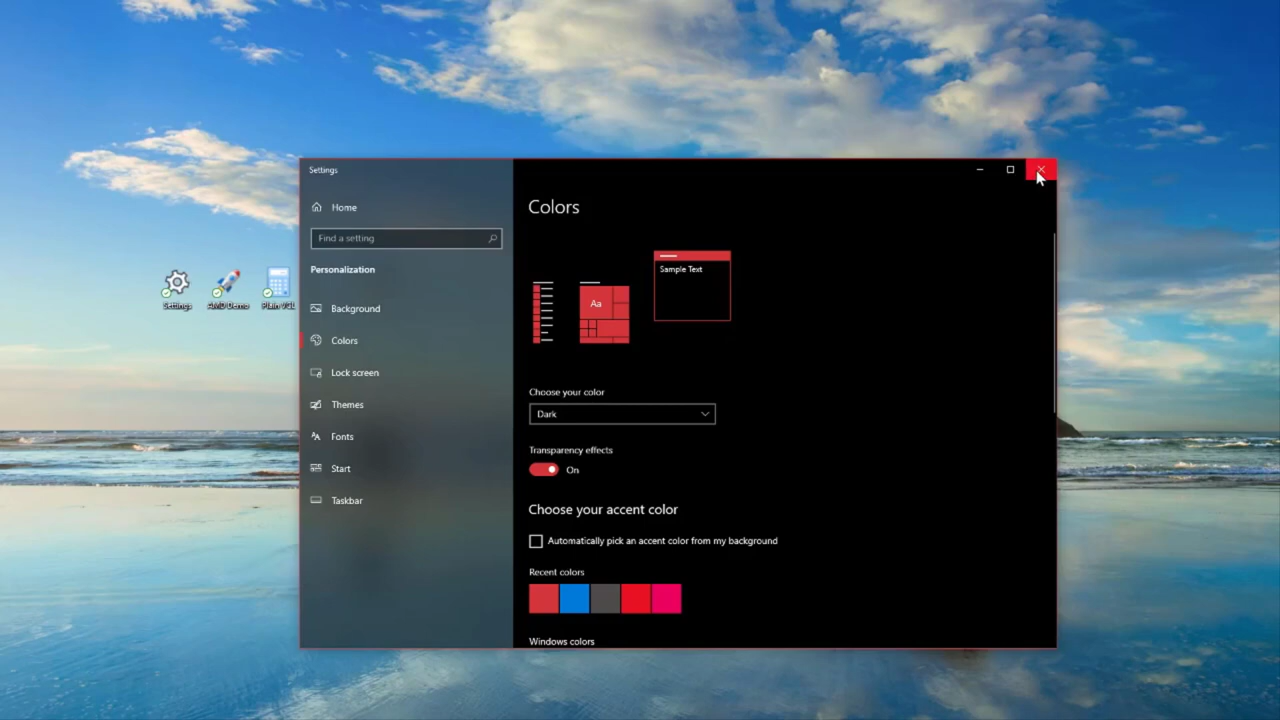 Settings
Home
Find a setting
Personalization
Background
Colors
Lock screen
Themes
Fonts
Start
Taskbar
Colors
Sample Text
Aa
Choose your color
Dark
Transparency effects
On
Choose your accent color
Automatically pick an accent color from my background
Recent colors
Windows colors
Settings
AMD Demo